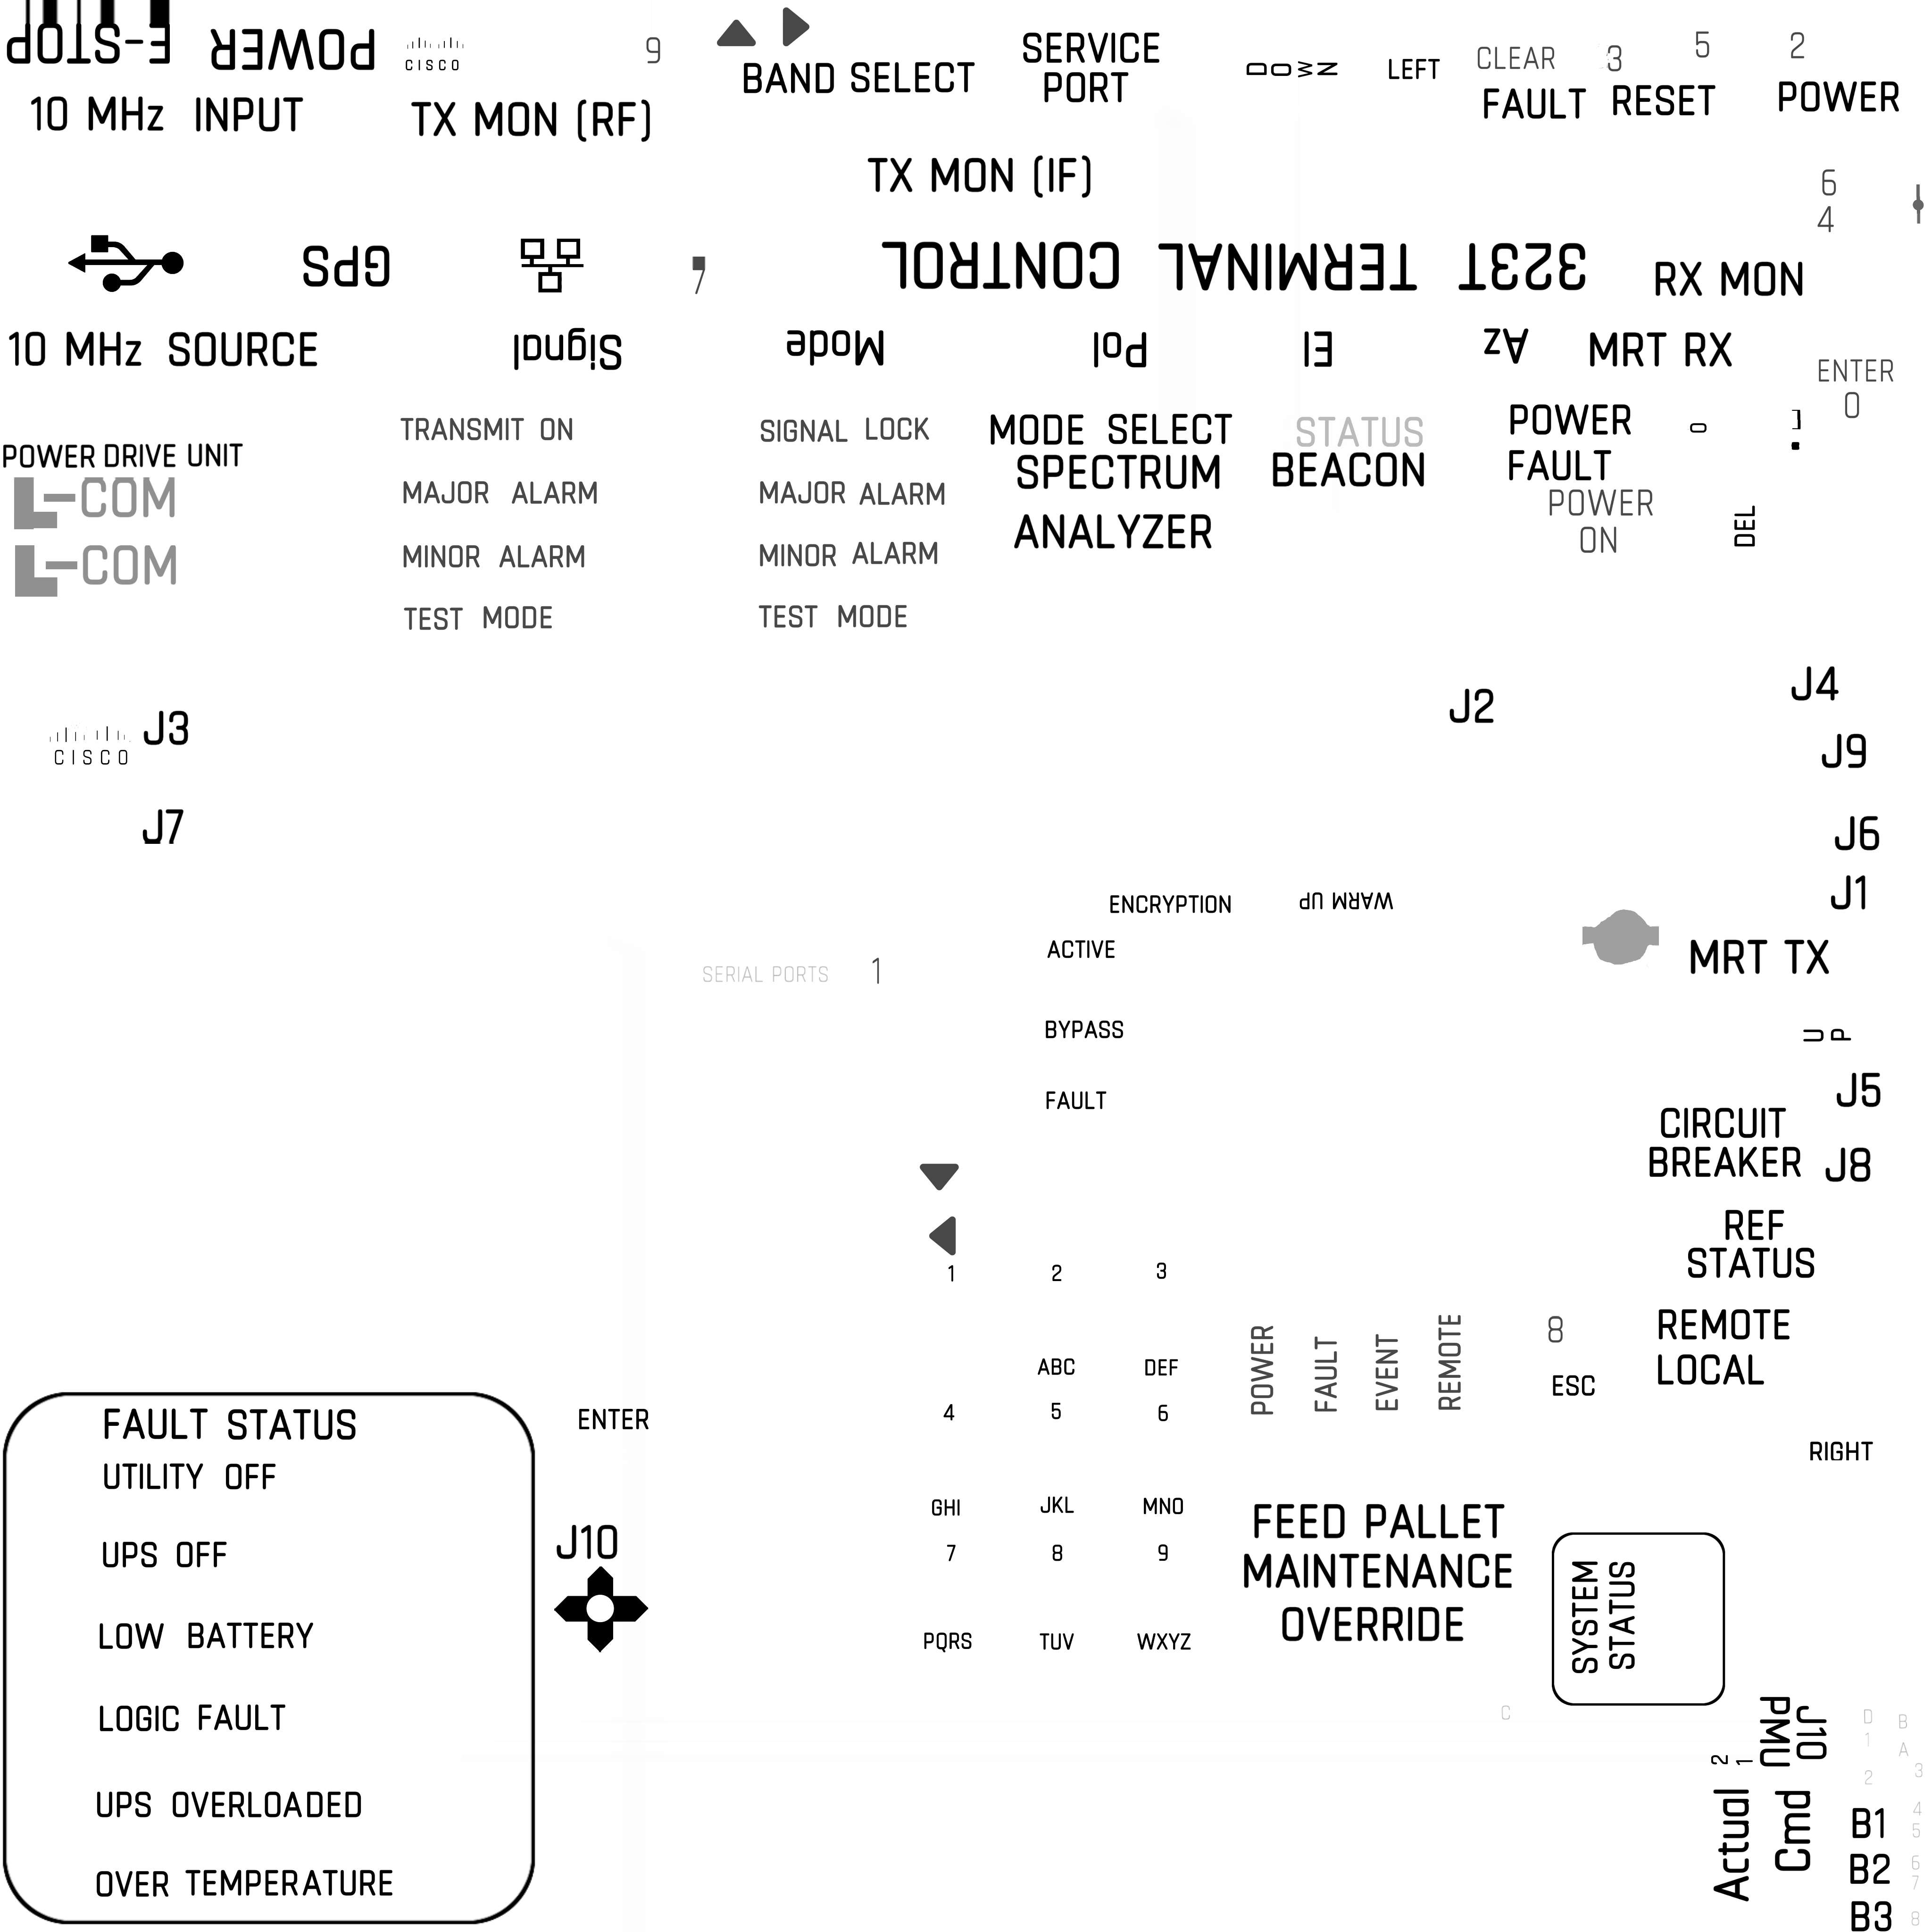 E-STOP
POWER
CISCO
9
BAND SELECT
SERVICE
PORT
DOWN
LEFT
CLEAR
3
5
2
FAULT RESET
POWER
10 MHz INPUT
TX MON (RF)
TX MON (IF)
6
4
GPS
7
323T TERMINAL CONTROL
RX MON
10 MHz SOURCE
Signal
Mode
Pol
El
Az
MRT RX
ENTER
0
POWER DRIVE UNIT
L-COM
L-COM
TRANSMIT ON
MAJOR ALARM
MINOR ALARM
TEST MODE
SIGNAL LOCK
MAJOR ALARM
MINOR ALARM
TEST MODE
MODE SELECT
SPECTRUM
ANALYZER
STATUS
BEACON
POWER
FAULT
0
POWER
ON
DEL
J2
J4
J3
CISCO
J9
J7
J6
J1
ENCRYPTION
WARM UP
ACTIVE
MRT TX
SERIAL PORTS
1
BYPASS
UP
FAULT
J5
CIRCUIT
BREAKER
J8
REF
STATUS
1
2
3
REMOTE
LOCAL
POWER
FAULT
EVENT
REMOTE
8
ESC
ABC
DEF
4
5
6
RIGHT
FAULT STATUS
UTILITY OFF
UPS OFF
LOW BATTERY
LOGIC FAULT
UPS OVERLOADED
OVER TEMPERATURE
ENTER
J10
GHI
JKL
MNO
7
8
9
PQRS
TUV
WXYZ
FEED PALLET
MAINTENANCE
OVERRIDE
SYSTEM
STATUS
C
J10
PMU
2
1
D
1
2
B
A
3
4
5
6
7
8
Actual
Cmd
B1
B2
B3